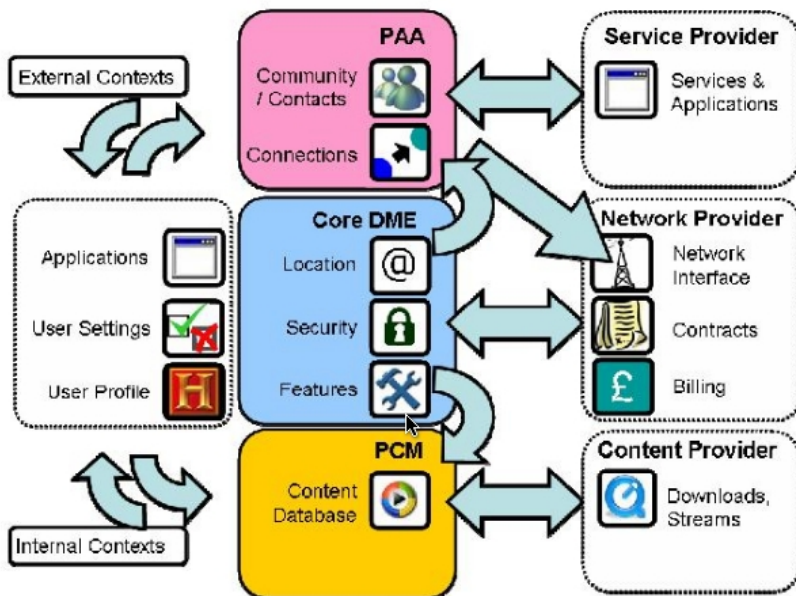 PAA
Community
/ Contacts
Connections
Service Provider
Services &
Applications
External Contexts
Applications
User Settings
User Profile
H
Core DME
Location
@
Security
Features
Network Provider
Network
Interface
Contracts
£
Billing
PCM
Content
Database
Content Provider
Downloads,
Streams
Internal Contexts